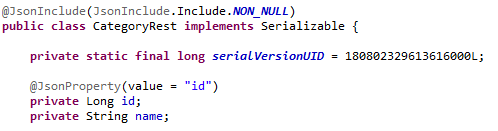 @JsonInclude(JsonInclude.Include.NON_NULL)
public class CategoryRest implements Serializable {
private static final long serialVersionUID = 180802329613616000L;
@JsonProperty(value = "id")
private Long id;
private String name;